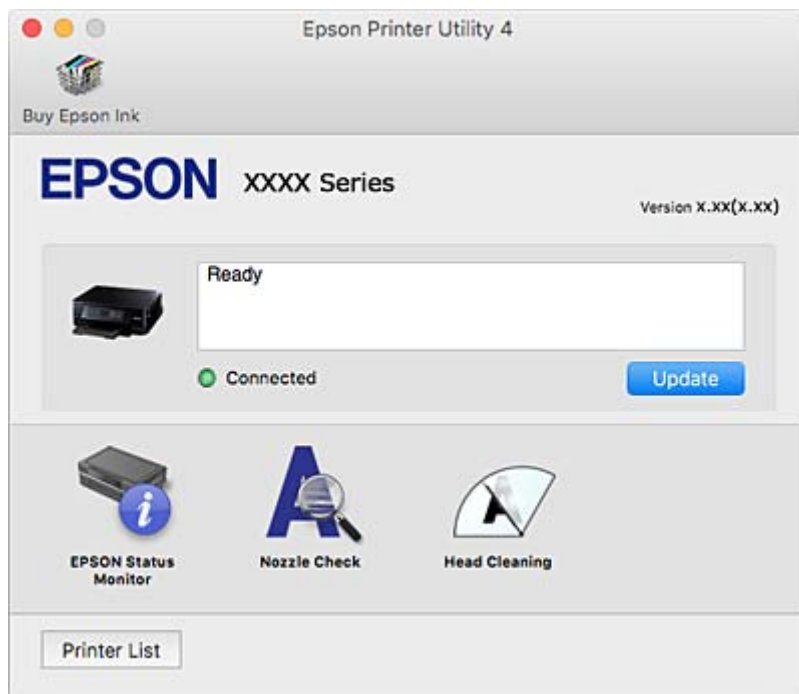 Epson Printer Utility 4
Buy Epson Ink
EPSON XXXX Series
Version x.xx(x.xx)
Ready
Connected
Update
EPSON Status
Monitor
Nozzle Check
Head Cleaning
Printer List